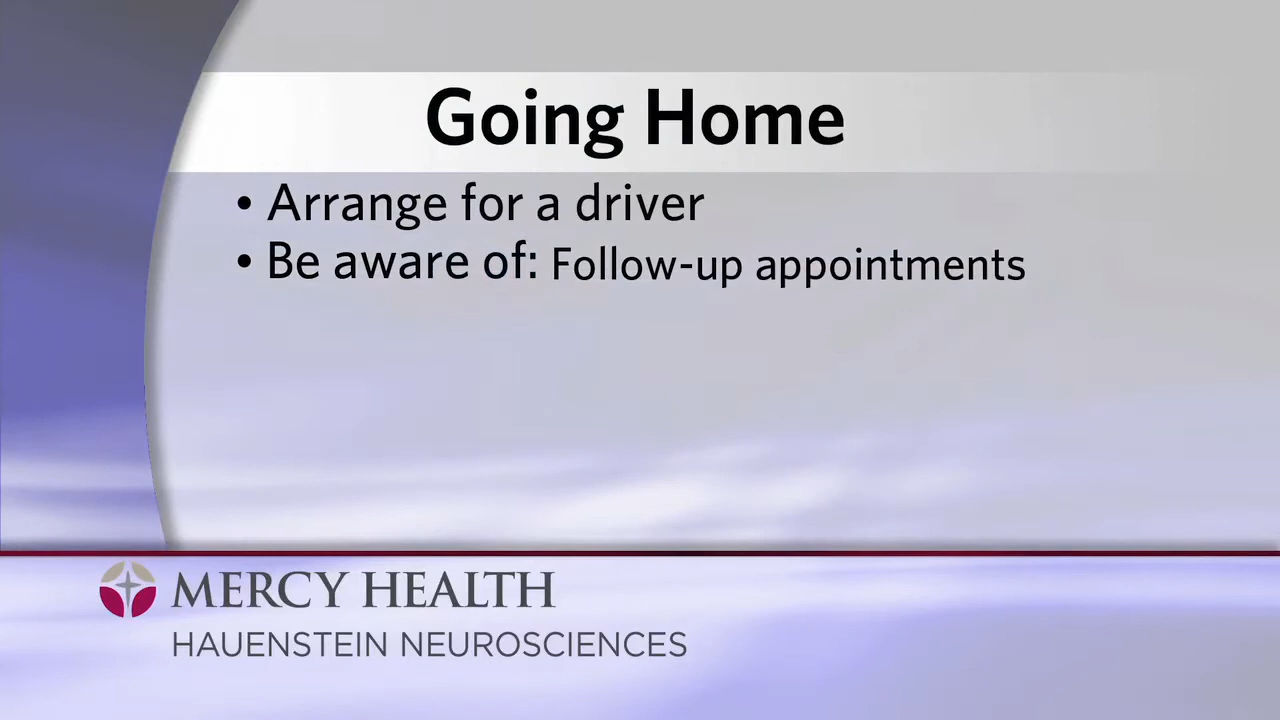 Going Home
• Arrange for a driver
• Be aware of: Follow-up appointments
MERCY HEALTH
HAUENSTEIN NEUROSCIENCES